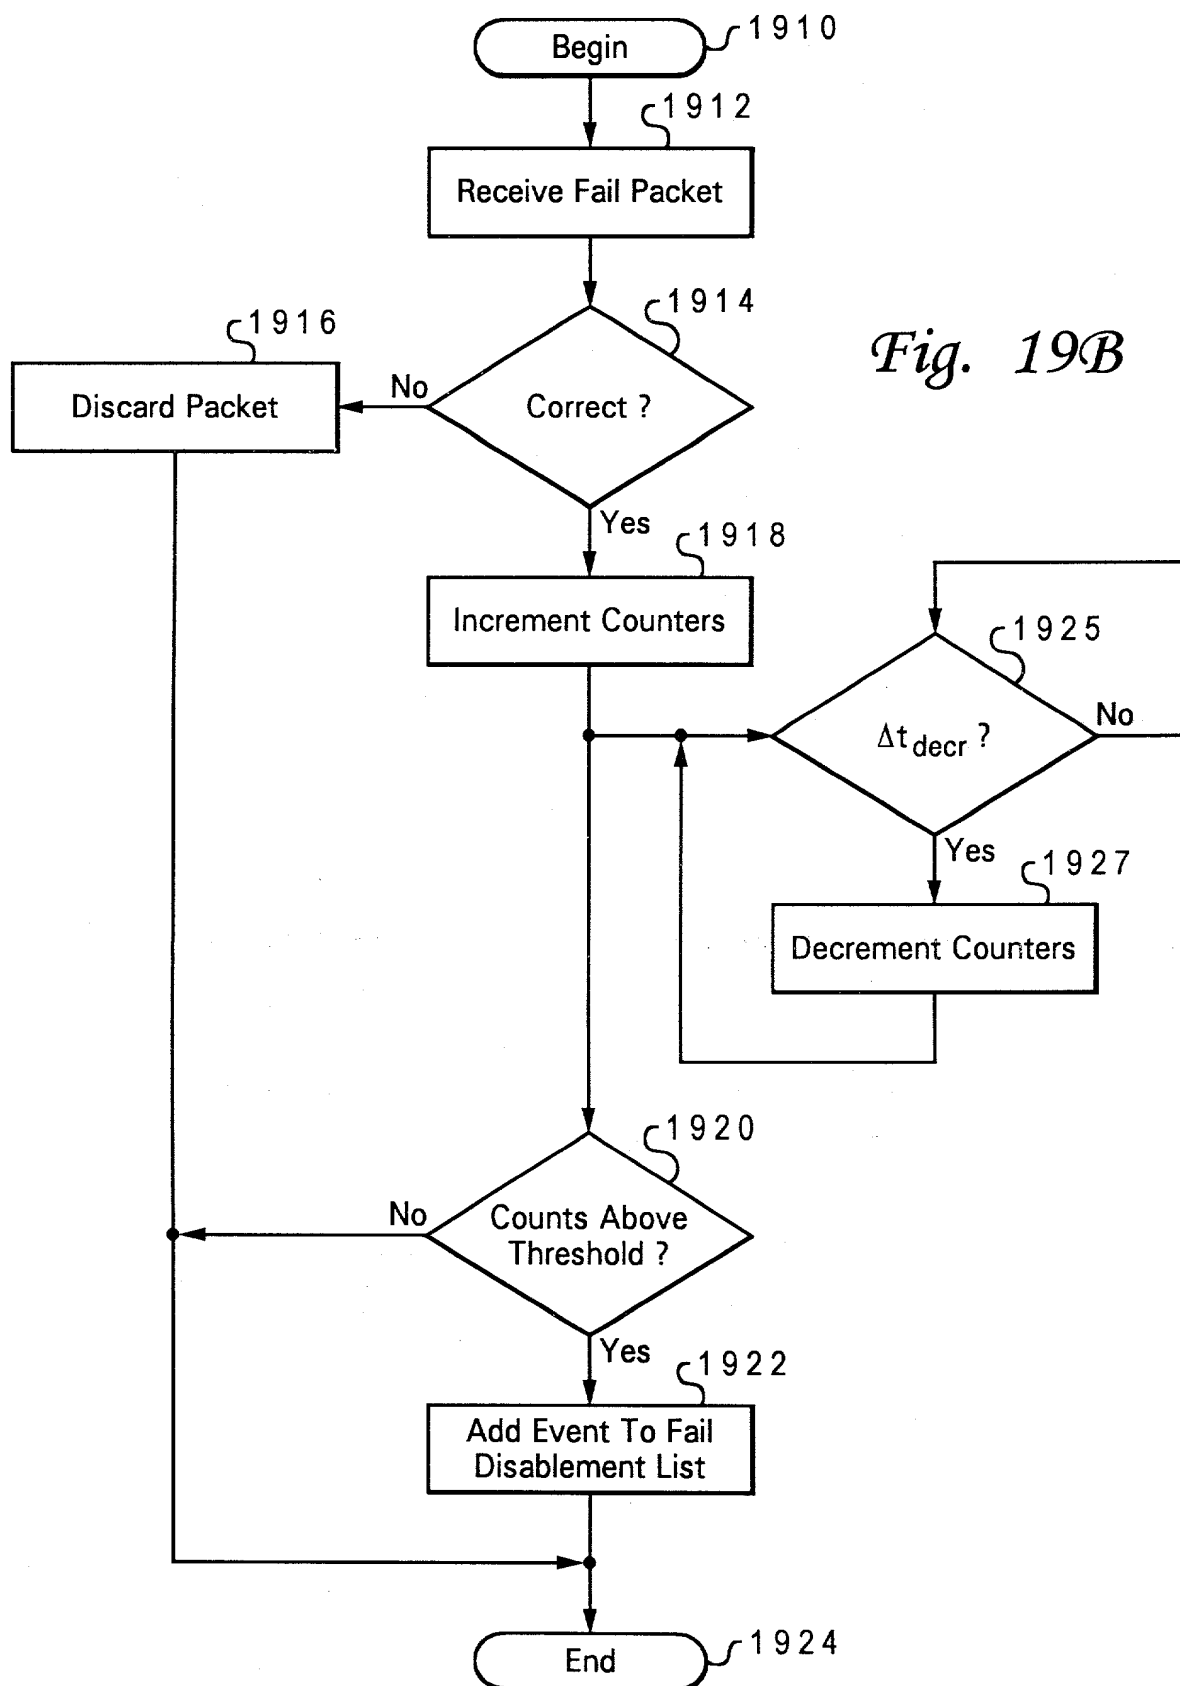 Begin
1910
1912
Receive Fail Packet
1914
Fig. 19B
1916
Correct ?
No
Discard Packet
Yes
1918
Increment Counters
1925
Δtdecr ?
No
Yes
1927
Decrement Counters
1920
Counts Above
Threshold ?
No
Yes
1922
Add Event To Fail
Disablement List
End
1924